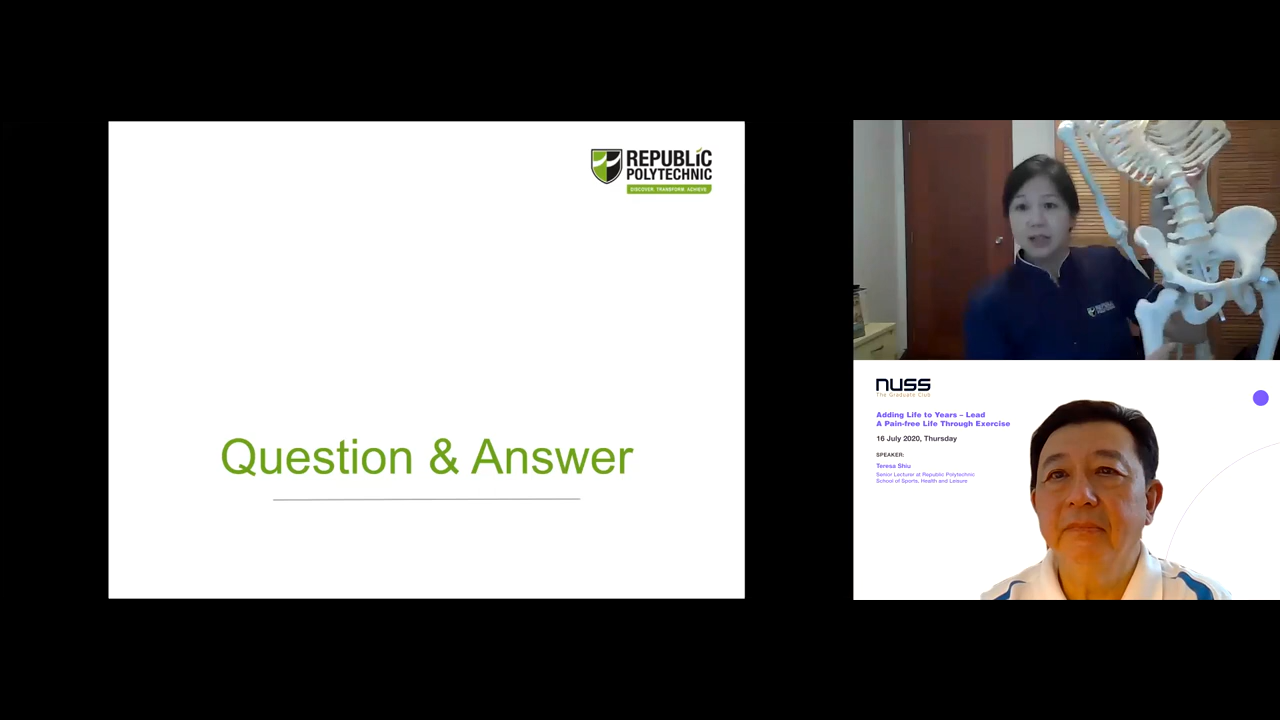 REPUBLIC
POLYTECHNIC
DISCOVER. TRANSFORM. ACHIEVE
Question & Answer
nuss
The Graduate Club
Adding Life to Years – Lead
A Pain-free Life Through Exercise
16 July 2020, Thursday
SPEAKER:
Teresa Shiu
Senior Lecturer at Republic Polytechnic
School of Sports, Health and Leisure